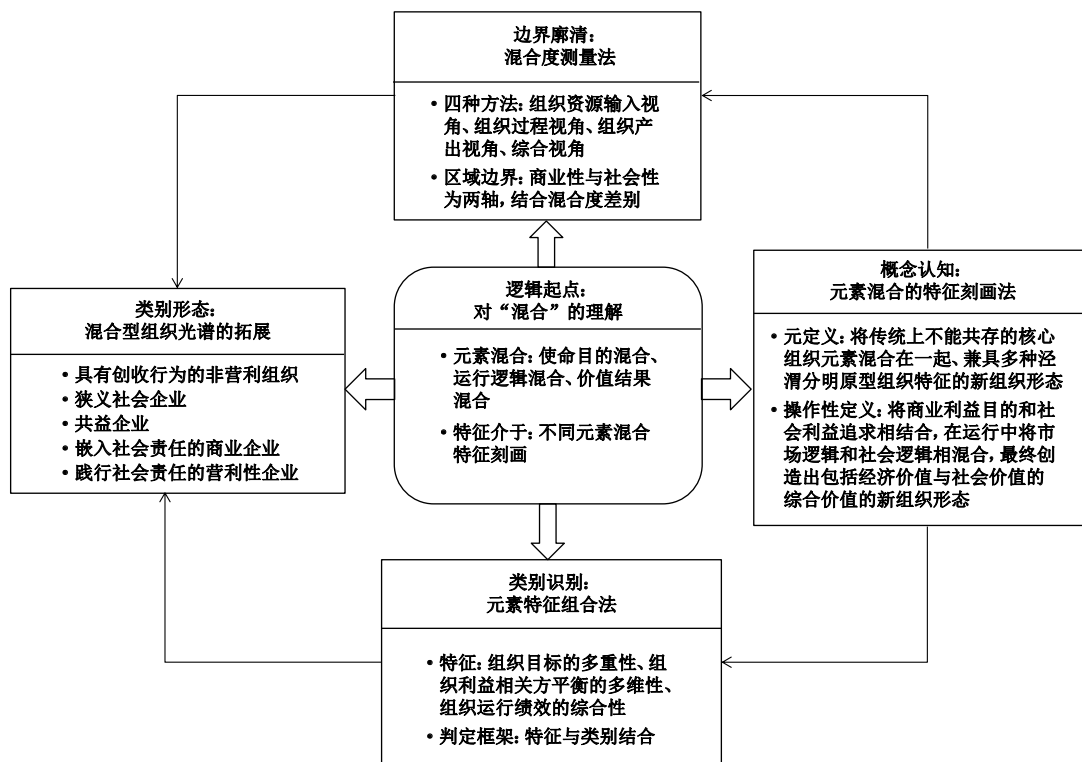 边界廓清：
混合度测量法
• 四种方法：组织资源输入视
角、组织过程视角、组织产
出视角、综合视角
• 区域边界：商业性与社会性
为两轴，结合混合度差别
类别形态：
混合型组织光谱的拓展
• 具有创收行为的非营利组织
• 狭义社会企业
• 共益企业
• 嵌入社会责任的商业企业
• 践行社会责任的营利性企业
逻辑起点：
对“混合”的理解
• 元素混合：使命目的混合、
运行逻辑混合、价值结果
混合
• 特征介于：不同元素混合
特征刻画
概念认知：
元素混合的特征刻画法
• 元定义：将传统上不能共存的核心
组织元素混合在一起、兼具多种泾
渭分明原型组织特征的新组织形态
• 操作性定义：将商业利益目的和社
会利益追求相结合，在运行中将市
场逻辑和社会逻辑相混合，最终创
造出包括经济价值与社会价值的
综合价值的新组织形态
类别识别：
元素特征组合法
• 特征：组织目标的多重性、组
织利益相关方平衡的多维性、
组织运行绩效的综合性
• 判定框架：特征与类别结合